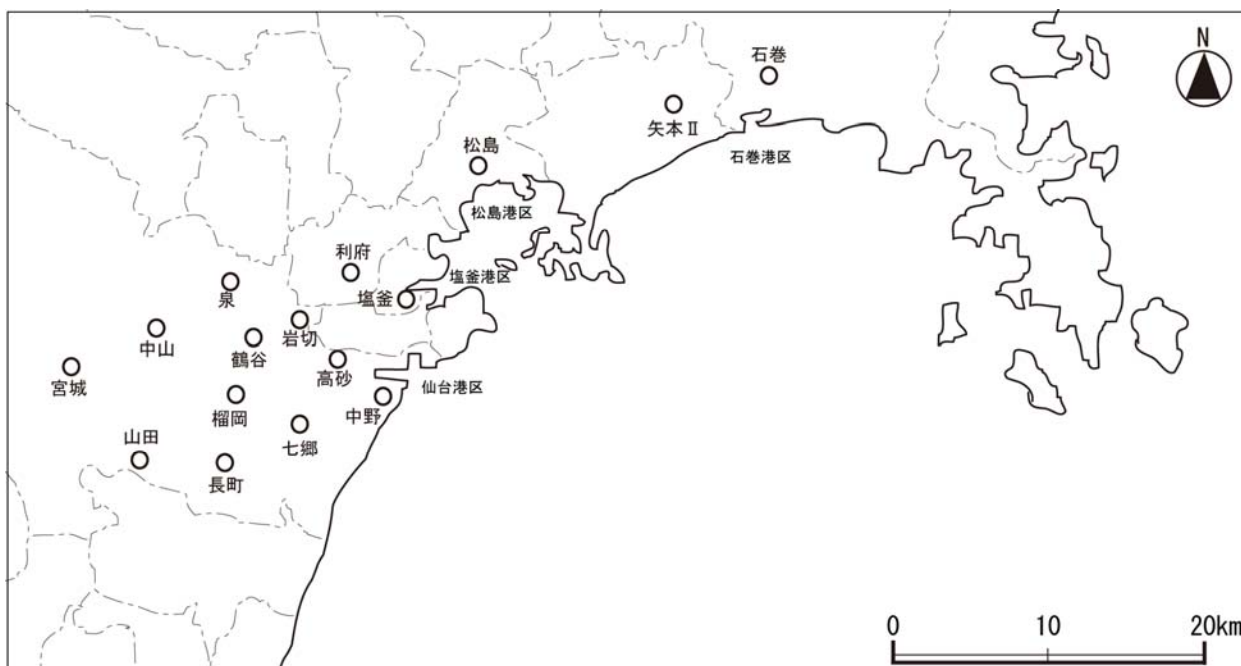 N
石巻
矢本Ⅱ
石巻港区
松島
松島港区
利府
塩釜港区
塩釜
泉
岩切
中山
鶴谷
高砂
宮城
仙台港区
榴岡
中野
七郷
山田
長町
0 10 20km